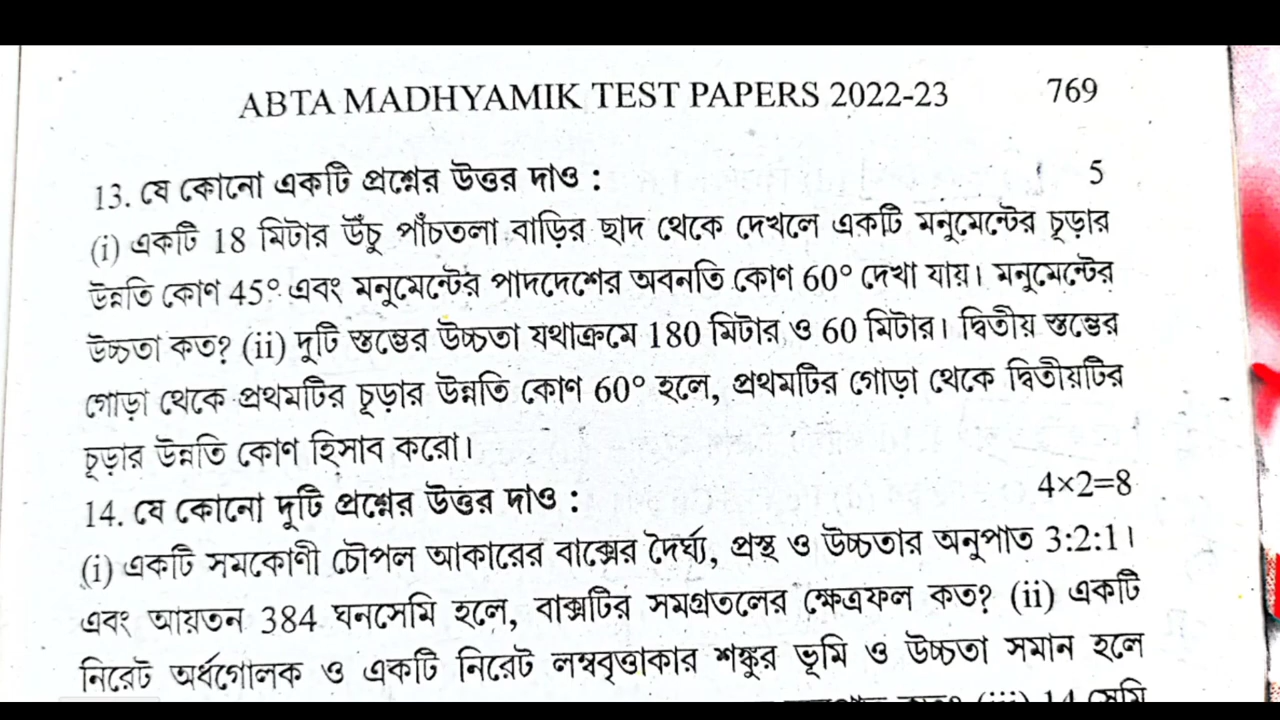 ABTA MADHYAMIK TEST PAPERS 2022-23 769
13. যে কোনো একটি প্রশ্নের উত্তর দাও : 5
(i) একটি 18 মিটার উঁচু পাঁচতলা বাড়ির ছাদ থেকে দেখলে একটি মনুমেন্টের চূড়ার
উন্নতি কোণ 45° এবং মনুমেন্টের পাদদেশের অবনতি কোণ 60° দেখা যায়। মনুমেন্টের
উচ্চতা কত? (ii) দুটি স্তম্ভের উচ্চতা যথাক্রমে 180 মিটার ও 60 মিটার। দ্বিতীয় স্তম্ভের
গোড়া থেকে প্রথমটির চূড়ার উন্নতি কোণ 60° হলে, প্রথমটির গোড়া থেকে দ্বিতীয়টির
চূড়ার উন্নতি কোণ হিসাব করো।
14. যে কোনো দুটি প্রশ্নের উত্তর দাও : 4×2=8
(i) একটি সমকোণী চৌপল আকারের বাক্সের দৈর্ঘ্য, প্রস্থ ও উচ্চতার অনুপাত 3:2:1।
এবং আয়তন 384 ঘনসেমি হলে, বাক্সটির সমগ্রতলের ক্ষেত্রফল কত? (ii) একটি
নিরেট অর্ধগোলক ও একটি নিরেট লম্ববৃত্তাকার শঙ্কুর ভূমি ও উচ্চতা সমান হলে
(iii) 14 সেমি